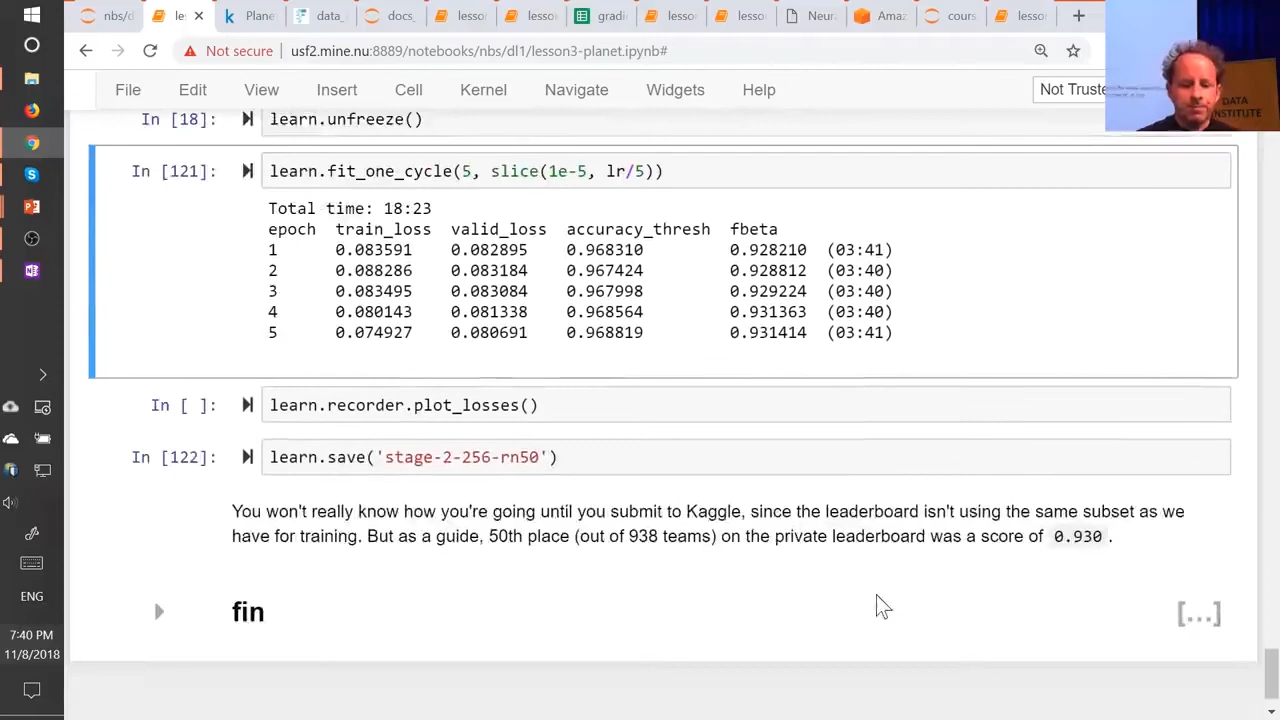 nbs/d
les
Plane
data_
docs_
lesso
lesso
gradi
lesso
lesso
Neura
Amaz
cours
lesso
Not secure
usf2.mine.nu:8889/notebooks/nbs/dl1/lesson3-planet.ipynb#
File Edit View Insert Cell Kernel Navigate Widgets Help
Not Truste
DATA
INSTITUTE
In [18]: learn.unfreeze()
In [121]: learn.fit_one_cycle(5, slice(1e-5, lr/5))
Total time: 18:23
epoch train_loss valid_loss accuracy_thresh fbeta
1 0.083591 0.082895 0.968310 0.928210 (03:41)
2 0.088286 0.083184 0.967424 0.928812 (03:40)
3 0.083495 0.083084 0.967998 0.929224 (03:40)
4 0.080143 0.081338 0.968564 0.931363 (03:40)
5 0.074927 0.080691 0.968819 0.931414 (03:41)
In [ ]: learn.recorder.plot_losses()
In [122]: learn.save('stage-2-256-rn50')
You won't really know how you're going until you submit to Kaggle, since the leaderboard isn't using the same subset as we
have for training. But as a guide, 50th place (out of 938 teams) on the private leaderboard was a score of 0.930 .
fin
[...]
ENG
7:40 PM
11/8/2018